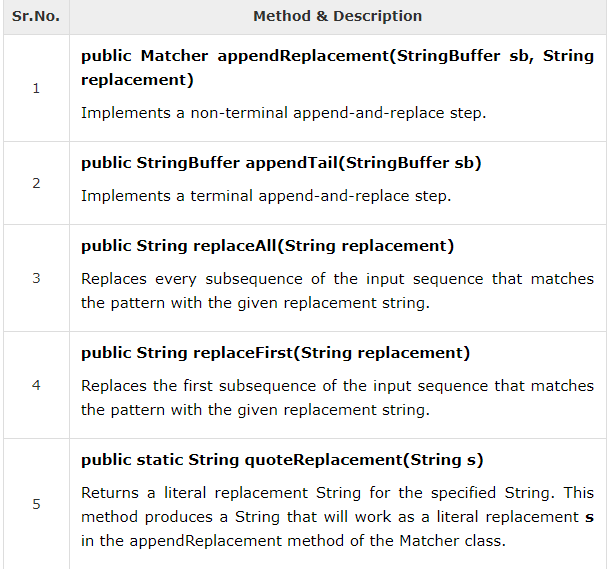 Sr.No. Method & Description
public Matcher appendReplacement(StringBuffer sb, String
replacement)
1
Implements a non-terminal append-and-replace step.
public StringBuffer appendTail(StringBuffer sb)
2
Implements a terminal append-and-replace step.
public String replaceAll(String replacement)
3
Replaces every subsequence of the input sequence that matches
the pattern with the given replacement string.
public String replaceFirst(String replacement)
4
Replaces the first subsequence of the input sequence that matches
the pattern with the given replacement string.
public static String quoteReplacement(String s)
5
Returns a literal replacement String for the specified String. This
method produces a String that will work as a literal replacement s
in the appendReplacement method of the Matcher class.